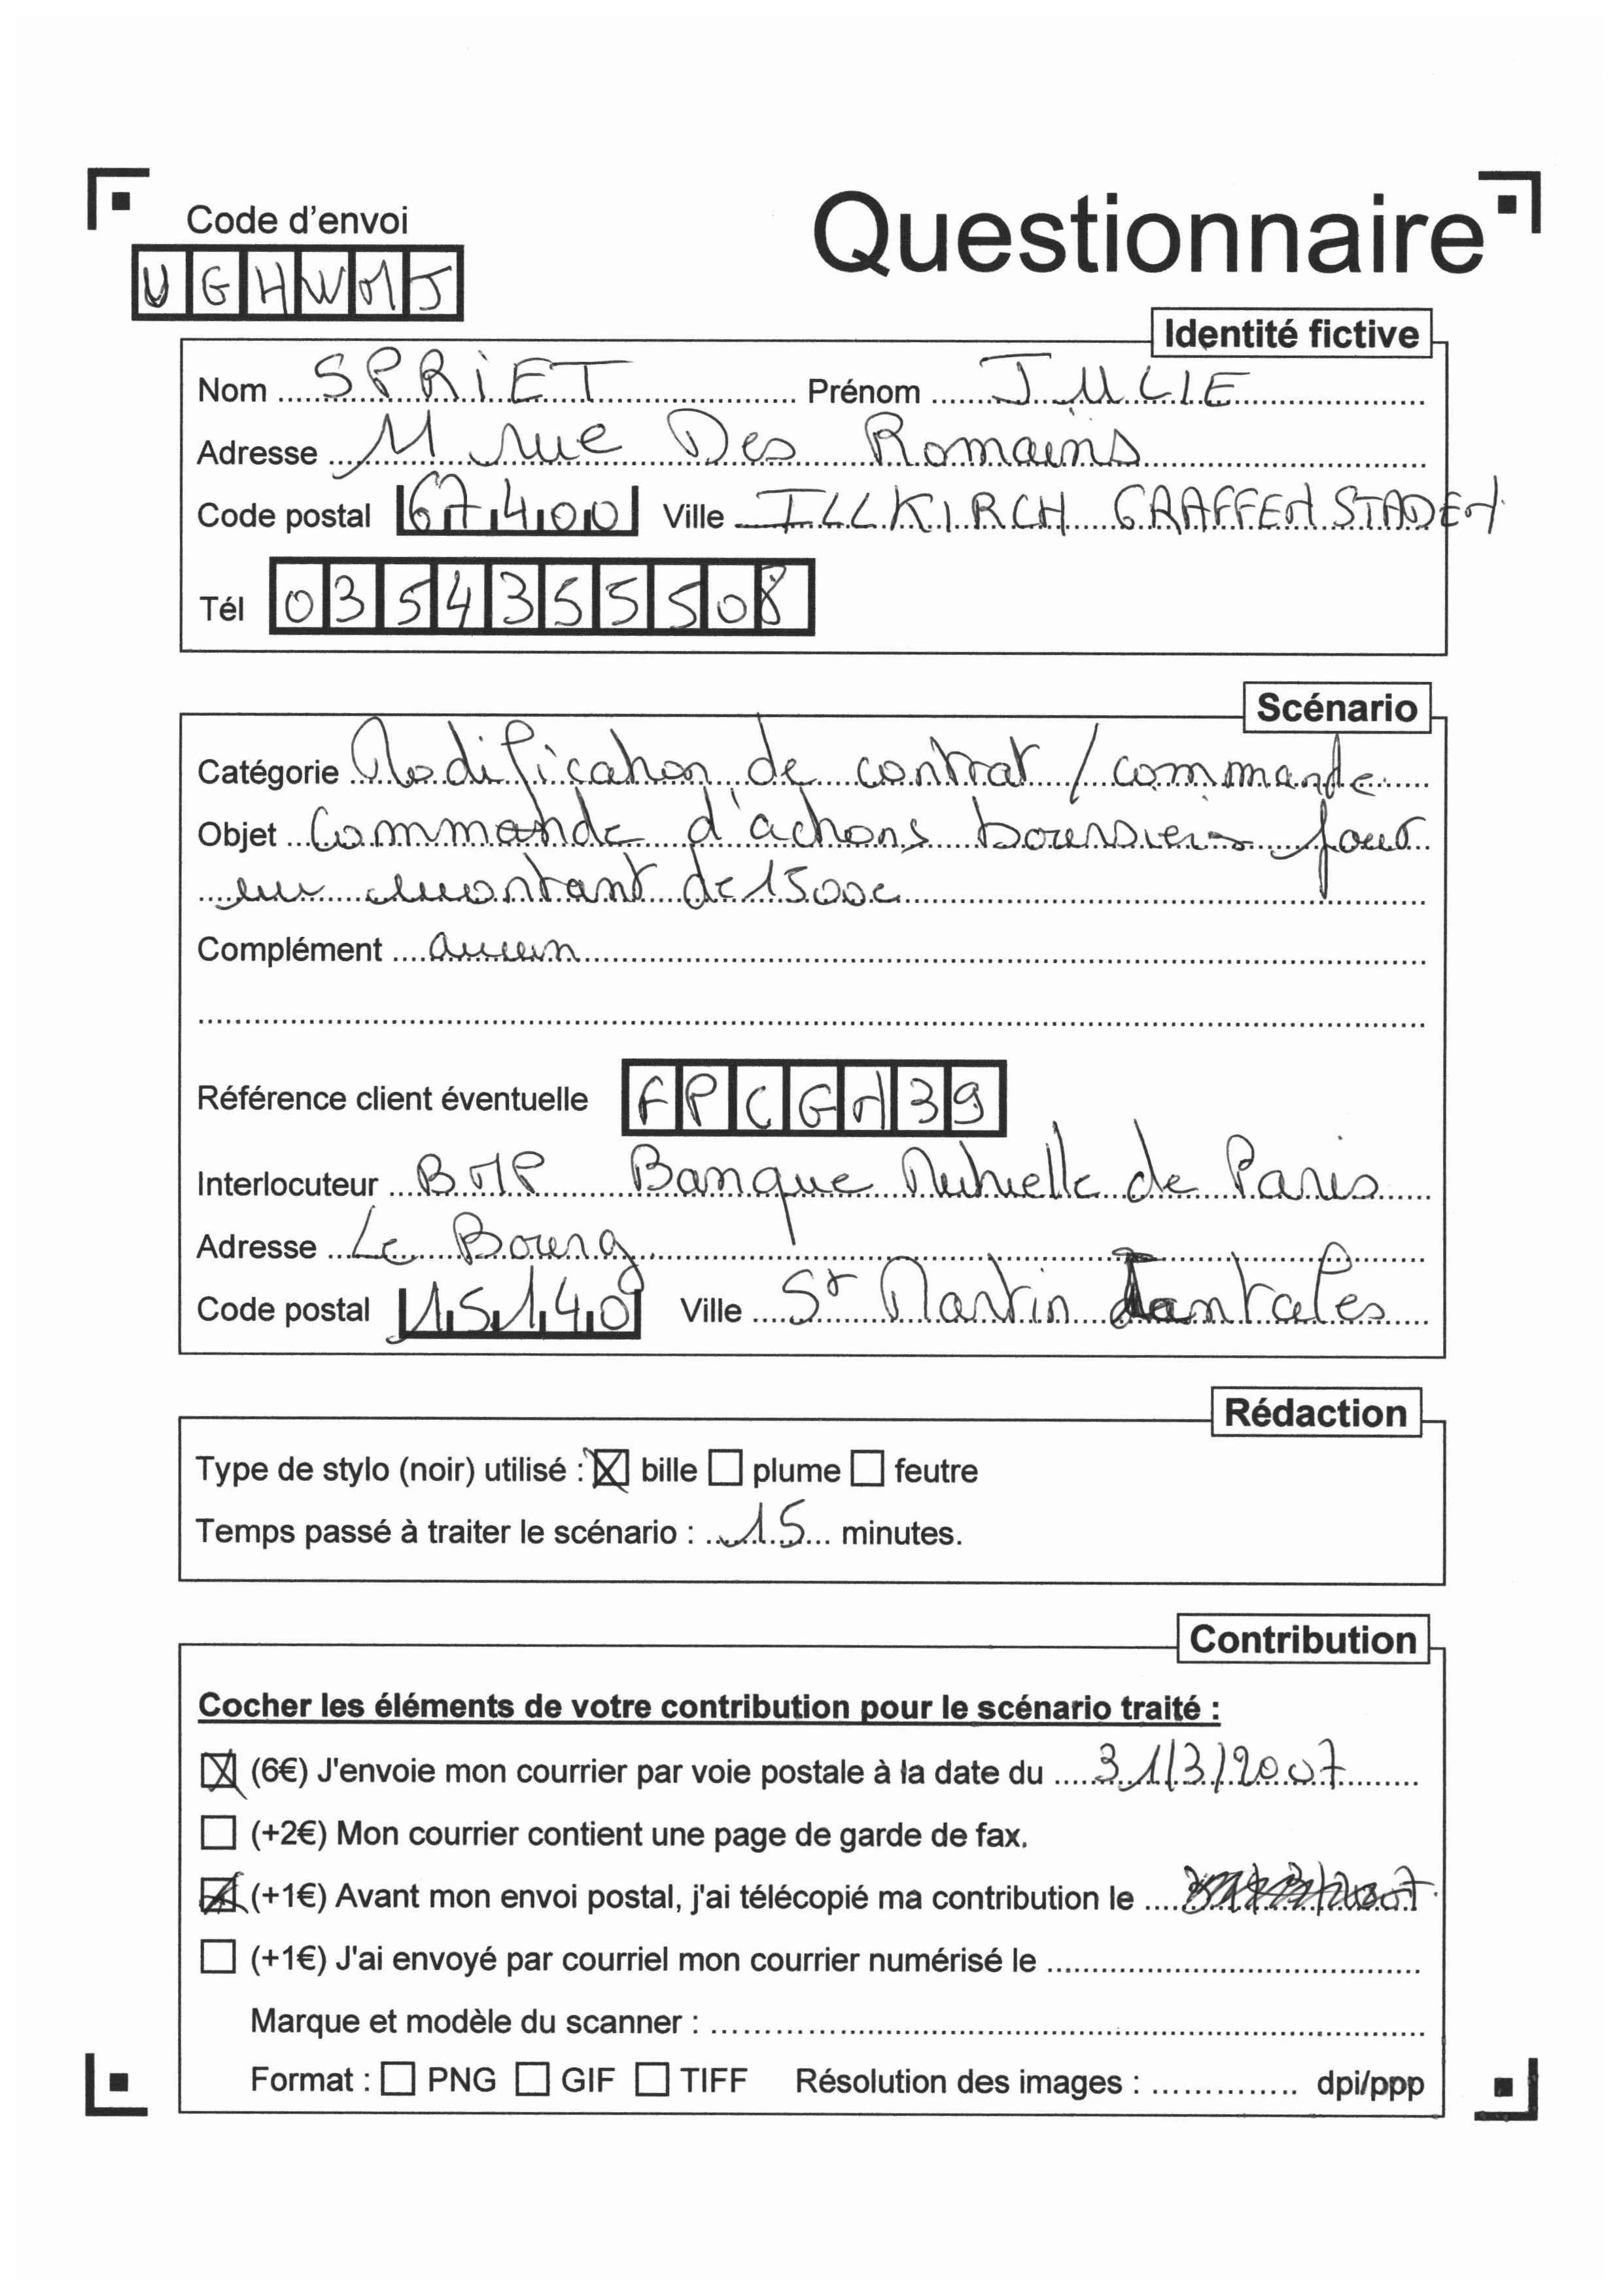 Code d'envoi
Questionnaire
UGHWMJ
Identité fictive
Nom SPRIET Prénom JULIE
Adresse 11 rue Des Romains
Code postal 67400 Ville ILLKIRCH GRAFFENSTADEN
Tél 0354355508
Scénario
Catégorie Modification de contrat / commande
Objet Commande d'actions boursiers pour
un montant de 1500€
Complément aucun
Référence client éventuelle FPCGN39
Interlocuteur BMP Banque Mutuelle de Paris
Adresse Le Bourg
Code postal 15140 Ville St Martin
Rédaction
Type de stylo (noir) utilisé : bille plume feutre
Temps passé à traiter le scénario : 15 minutes.
Contribution
Cocher les éléments de votre contribution pour le scénario traité :
(6€) J'envoie mon courrier par voie postale à la date du 31/3/2007
(+2€) Mon courrier contient une page de garde de fax.
(+1€) Avant mon envoi postal, j'ai télécopié ma contribution le
(+1€) J'ai envoyé par courriel mon courrier numérisé le
Marque et modèle du scanner :
Format : PNG GIF TIFF Résolution des images : dpi/ppp